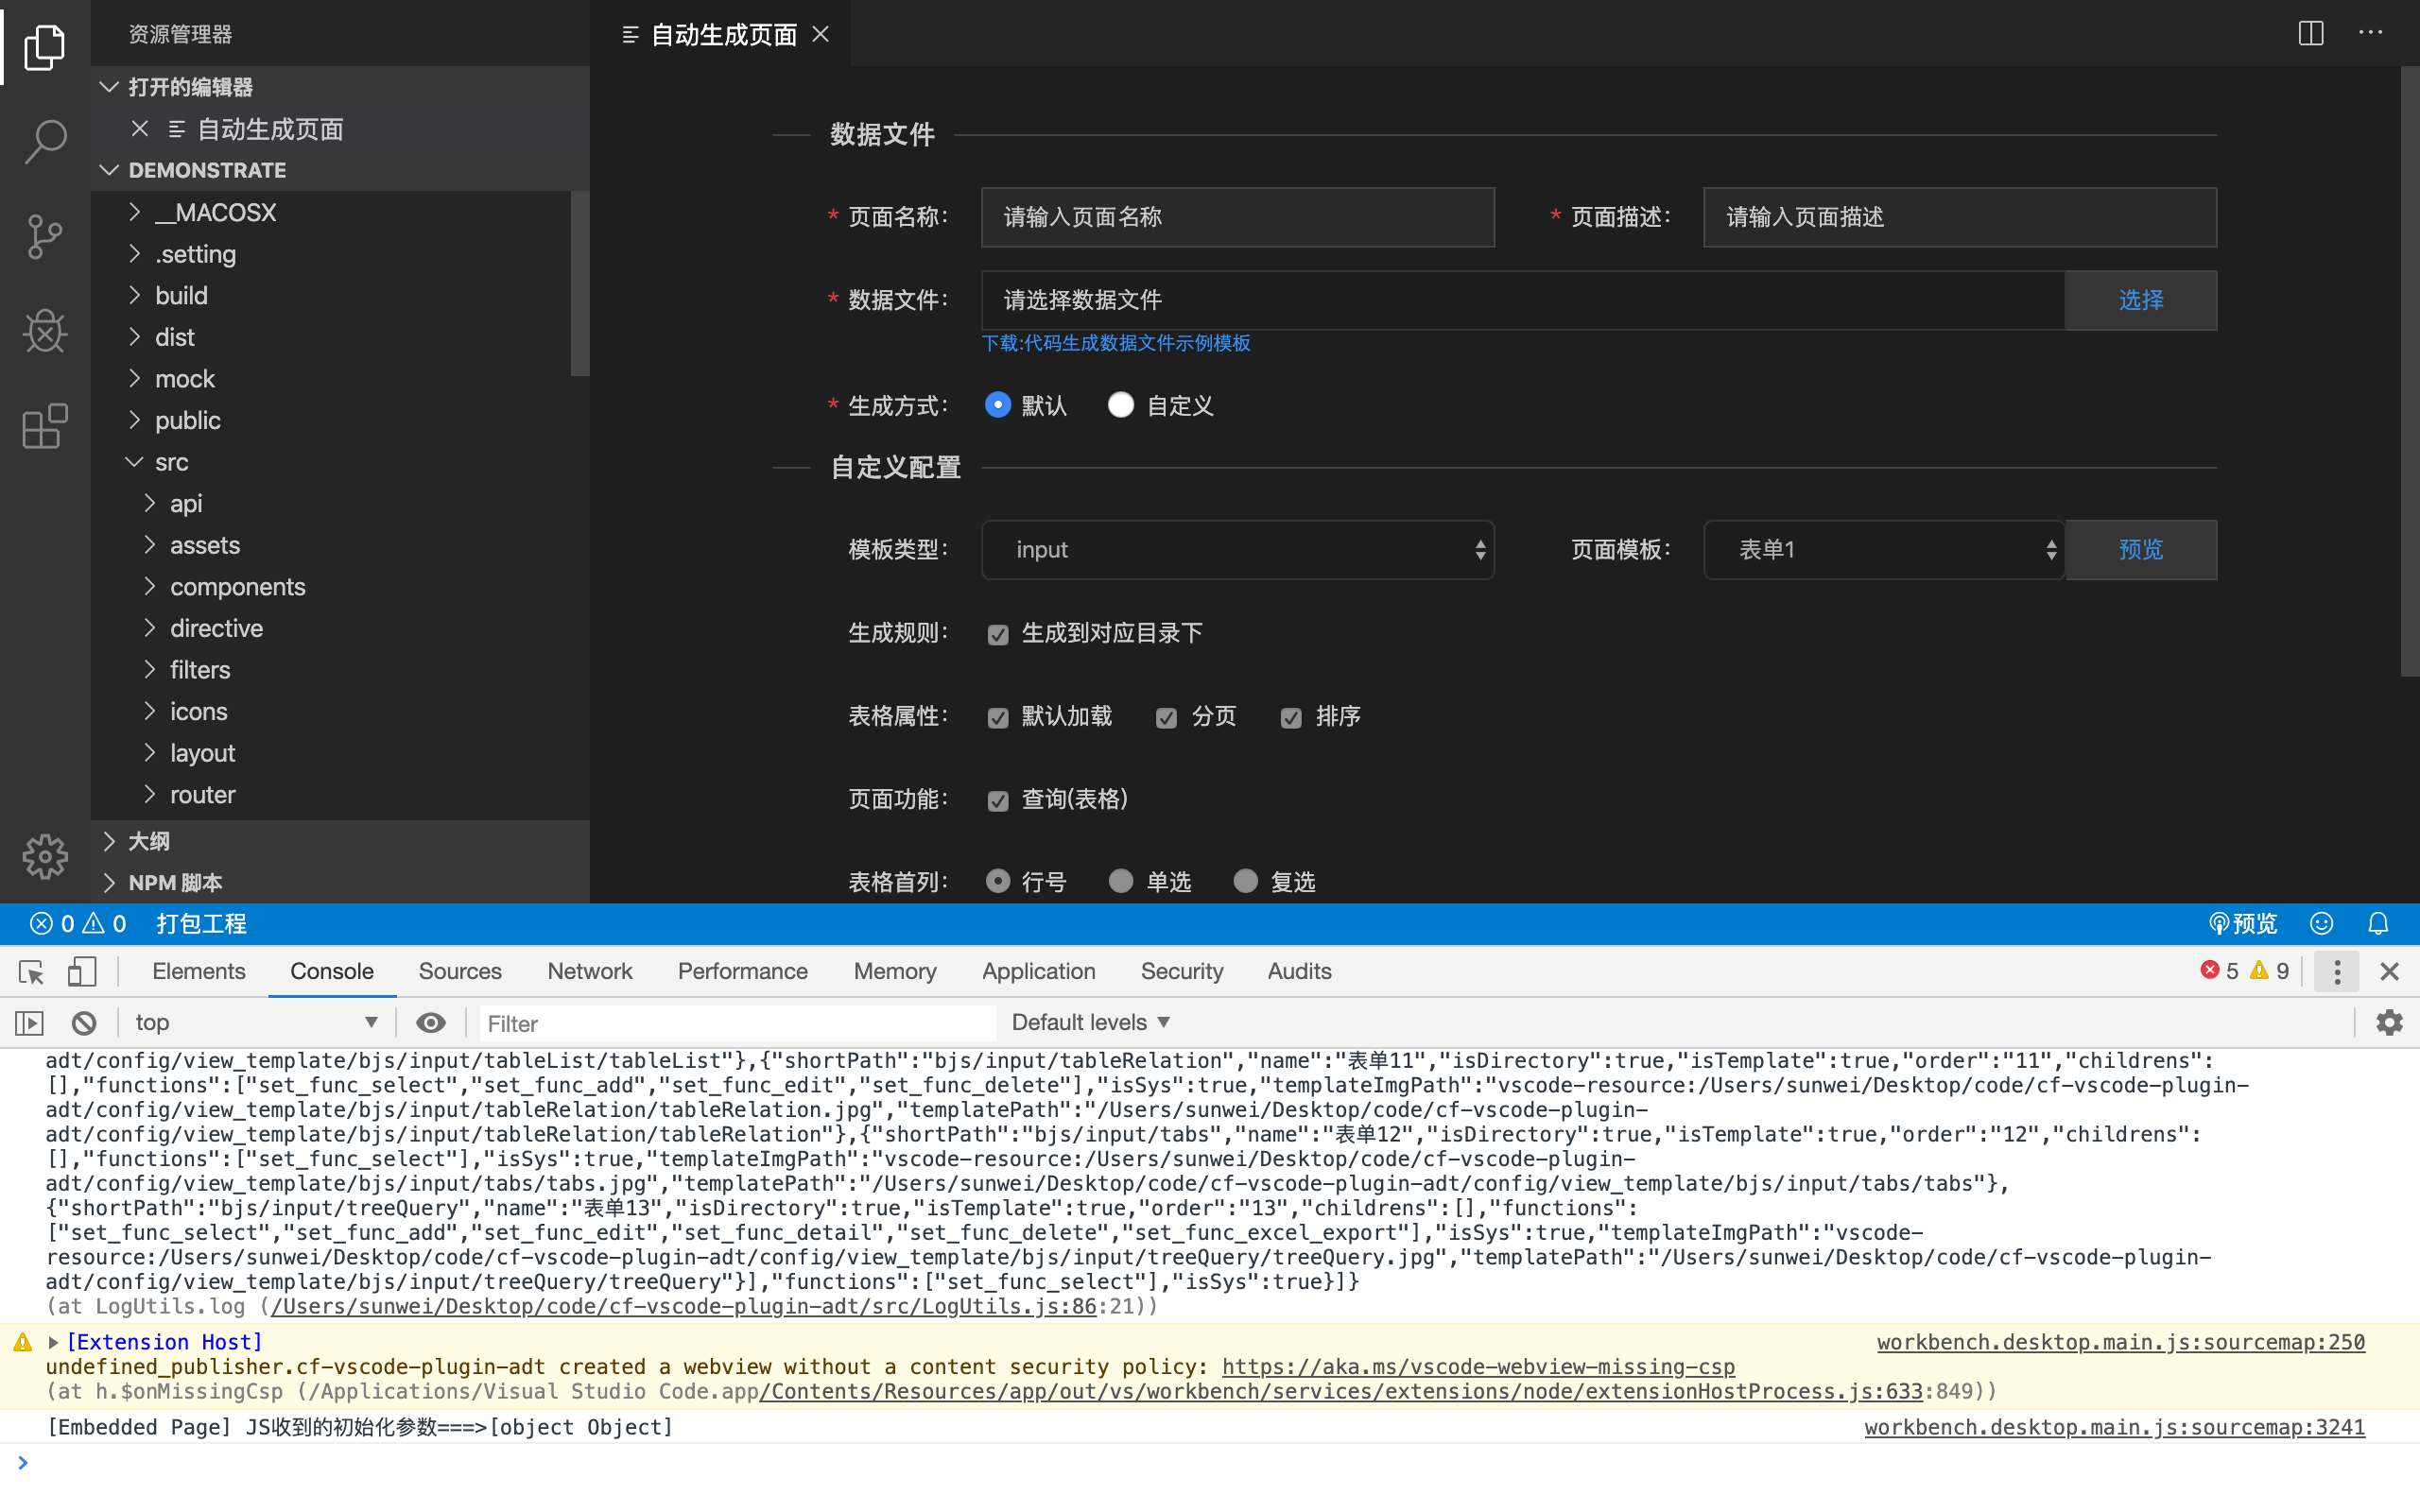 资源管理器
打开的编辑器
自动生成页面
DEMONSTRATE
__MACOSX
.setting
build
dist
mock
public
src
api
assets
components
directive
filters
icons
layout
router
大纲
NPM 脚本
自动生成页面
数据文件
* 页面名称: 请输入页面名称 * 页面描述: 请输入页面描述
* 数据文件: 请选择数据文件 选择
下载:代码生成数据文件示例模板
* 生成方式: 默认 自定义
自定义配置
模板类型: input 页面模板: 表单1 预览
生成规则: 生成到对应目录下
表格属性: 默认加载 分页 排序
页面功能: 查询(表格)
表格首列: 行号 单选 复选
0 0 打包工程 预览
Elements Console Sources Network Performance Memory Application Security Audits 5 9
top Filter Default levels
adt/config/view_template/bjs/input/tableList/tableList"},{"shortPath":"bjs/input/tableRelation","name":"表单11","isDirectory":true,"isTemplate":true,"order":"11","childrens":
[],"functions":["set_func_select","set_func_add","set_func_edit","set_func_delete"],"isSys":true,"templateImgPath":"vscode-resource:/Users/sunwei/Desktop/code/cf-vscode-plugin-
adt/config/view_template/bjs/input/tableRelation/tableRelation.jpg","templatePath":"/Users/sunwei/Desktop/code/cf-vscode-plugin-
adt/config/view_template/bjs/input/tableRelation/tableRelation"},{"shortPath":"bjs/input/tabs","name":"表单12","isDirectory":true,"isTemplate":true,"order":"12","childrens":
[],"functions":["set_func_select"],"isSys":true,"templateImgPath":"vscode-resource:/Users/sunwei/Desktop/code/cf-vscode-plugin-
adt/config/view_template/bjs/input/tabs/tabs.jpg","templatePath":"/Users/sunwei/Desktop/code/cf-vscode-plugin-adt/config/view_template/bjs/input/tabs/tabs"},
{"shortPath":"bjs/input/treeQuery","name":"表单13","isDirectory":true,"isTemplate":true,"order":"13","childrens":[],"functions":
["set_func_select","set_func_add","set_func_edit","set_func_detail","set_func_delete","set_func_excel_export"],"isSys":true,"templateImgPath":"vscode-
resource:/Users/sunwei/Desktop/code/cf-vscode-plugin-adt/config/view_template/bjs/input/treeQuery/treeQuery.jpg","templatePath":"/Users/sunwei/Desktop/code/cf-vscode-plugin-
adt/config/view_template/bjs/input/treeQuery/treeQuery"}],"functions":["set_func_select"],"isSys":true}]}
(at LogUtils.log (/Users/sunwei/Desktop/code/cf-vscode-plugin-adt/src/LogUtils.js:86:21))
[Extension Host] workbench.desktop.main.js:sourcemap:250
undefined_publisher.cf-vscode-plugin-adt created a webview without a content security policy: https://aka.ms/vscode-webview-missing-csp
(at h.$onMissingCsp (/Applications/Visual Studio Code.app/Contents/Resources/app/out/vs/workbench/services/extensions/node/extensionHostProcess.js:633:849))
[Embedded Page] JS收到的初始化参数===>[object Object] workbench.desktop.main.js:sourcemap:3241